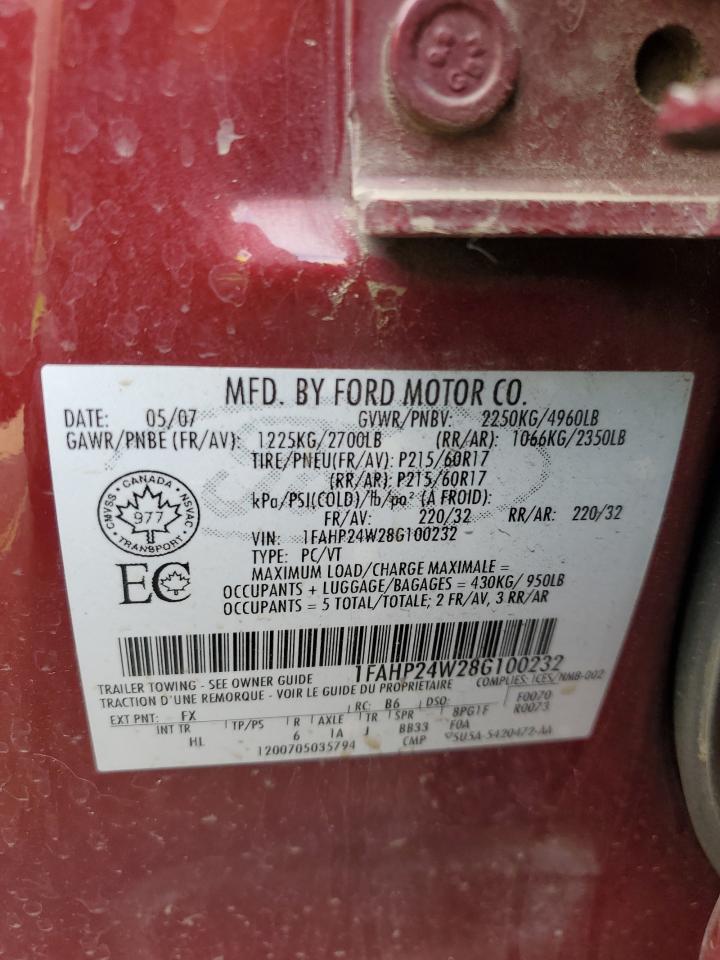 MFD. BY FORD MOTOR CO.
DATE: 05/07 GVWR/PNBV: 2250KG/4960LB
GAWR/PNBE (FR/AV): 1225KG/2700LB (RR/AR): 1066KG/2350LB
TIRE/PNEU(FR/AV): P215/60R17
(RR/AR): P215/60R17
kPa/PSI(COLD)/lb/po² (A FROID):
FR/AV: 220/32 RR/AR: 220/32
VIN: 1FAHP24W28G100232
TYPE: PC/VT
MAXIMUM LOAD/CHARGE MAXIMALE =
OCCUPANTS + LUGGAGE/BAGAGES = 430KG/ 950LB
OCCUPANTS = 5 TOTAL/TOTALE; 2 FR/AV, 3 RR/AR
CANADA
CMVSS NSVAC
977
TRANSPORT
EC
1FAHP24W28G100232
TRAILER TOWING - SEE OWNER GUIDE COMPLIES: ICES/NMB-002
TRACTION D'UNE REMORQUE - VOIR LE GUIDE DU PROPRIETAIRE
EXT PNT: FX RC: B6 DSO: F0070
INT TR TP/PS R AXLE TR SPR 8PG1F R0073
HL 6 1A J BB33 F0A
1200705035794 CMP 5U5A-5420472-AA